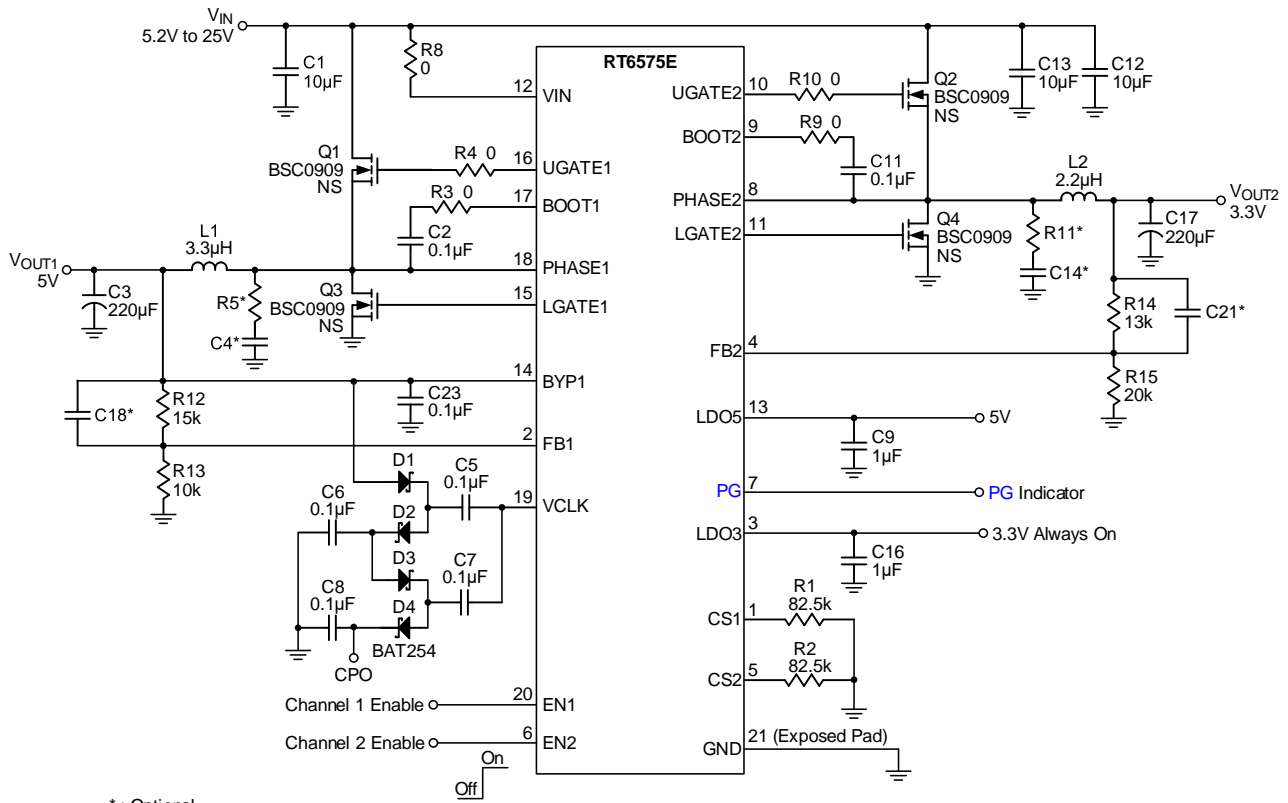 VIN
5.2V to 25V
C1
10µF
R8
0
RT6575E
12 VIN
UGATE2 10
R10 0
Q2
BSC0909
NS
C13
10µF
C12
10µF
BOOT2 9
R9 0
C11
0.1µF
Q1
BSC0909
NS
R4 0
16 UGATE1
R3 0
17 BOOT1
C2
0.1µF
PHASE2 8
L2
2.2µH
VOUT2
3.3V
LGATE2 11
Q4
BSC0909
NS
R11*
C14*
C17
220µF
L1
3.3µH
VOUT1
5V
18 PHASE1
C3
220µF
R5*
C4*
Q3
BSC0909
NS
15 LGATE1
R14
13k
C21*
FB2 4
R15
20k
14 BYP1
C23
0.1µF
C18*
R12
15k
2 FB1
R13
10k
LDO5 13
5V
C9
1µF
D1
C5
0.1µF
19 VCLK
C6
0.1µF
D2
D3
C7
0.1µF
C8
0.1µF
D4
BAT254
CPO
PG 7
PG Indicator
LDO3 3
3.3V Always On
C16
1µF
CS1 1
R1
82.5k
CS2 5
R2
82.5k
Channel 1 Enable
20 EN1
Channel 2 Enable
6 EN2
GND 21 (Exposed Pad)
On
Off
* : Optional